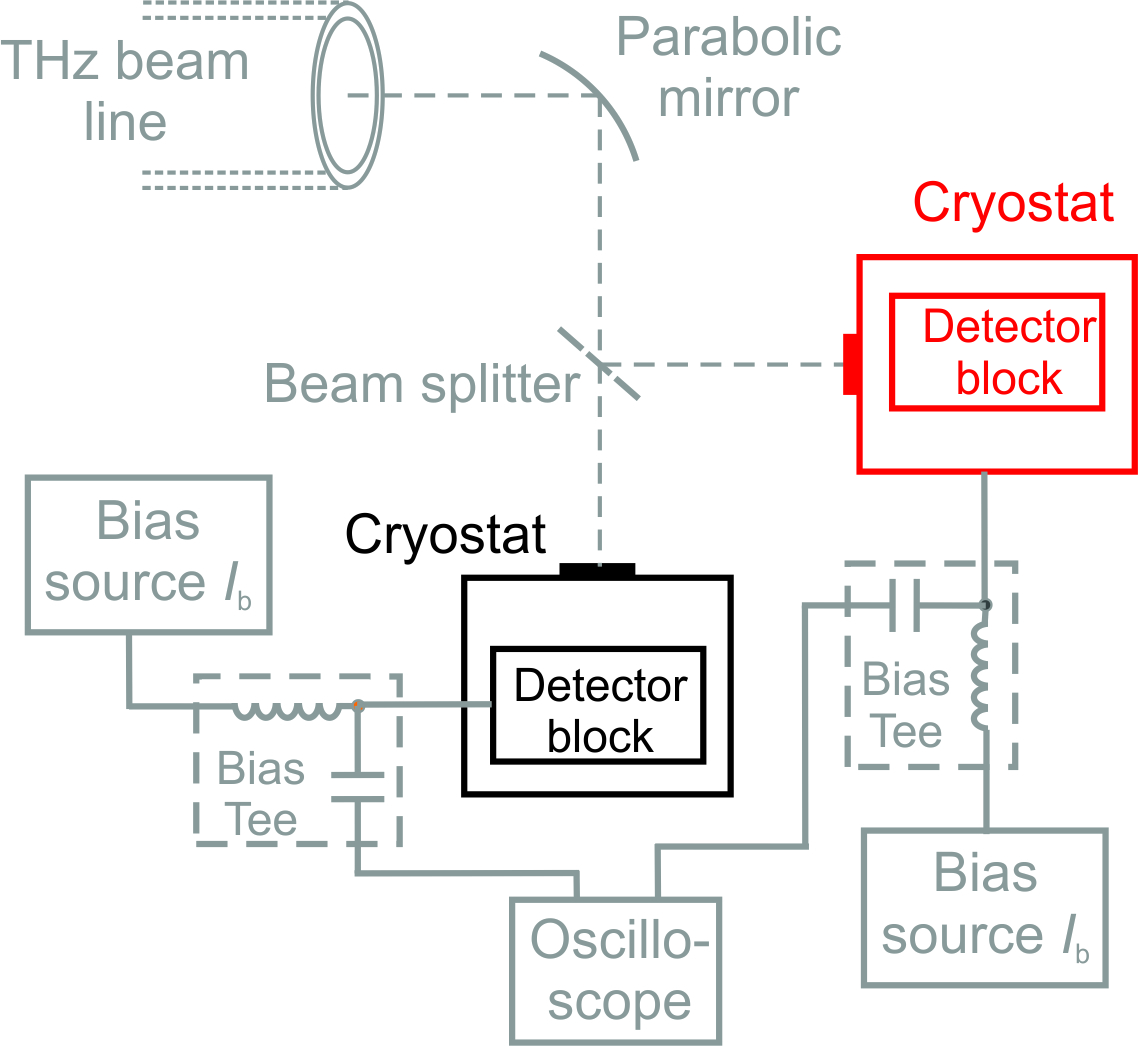 THz beam
line
Parabolic
mirror
Cryostat
Detector
block
Beam splitter
Bias
source Ib
Cryostat
Detector
block
Bias
Tee
Bias
Tee
Bias
source Ib
Oscillo-
scope